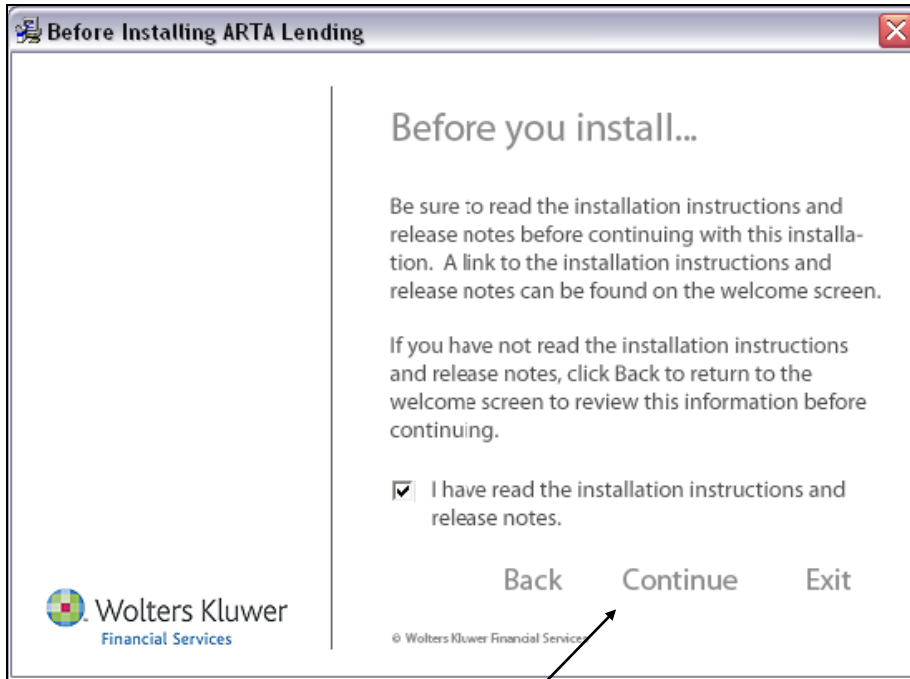 Before Installing ARTA Lending
Before you install...
Be sure to read the installation instructions and
release notes before continuing with this installa-
tion. A link to the installation instructions and
release notes can be found on the welcome screen.
If you have not read the installation instructions
and release notes, click Back to return to the
welcome screen to review this information before
continuing.
I have read the installation instructions and
release notes.
Back Continue Exit
Wolters Kluwer
Financial Services
© Wolters Kluwer Financial Services